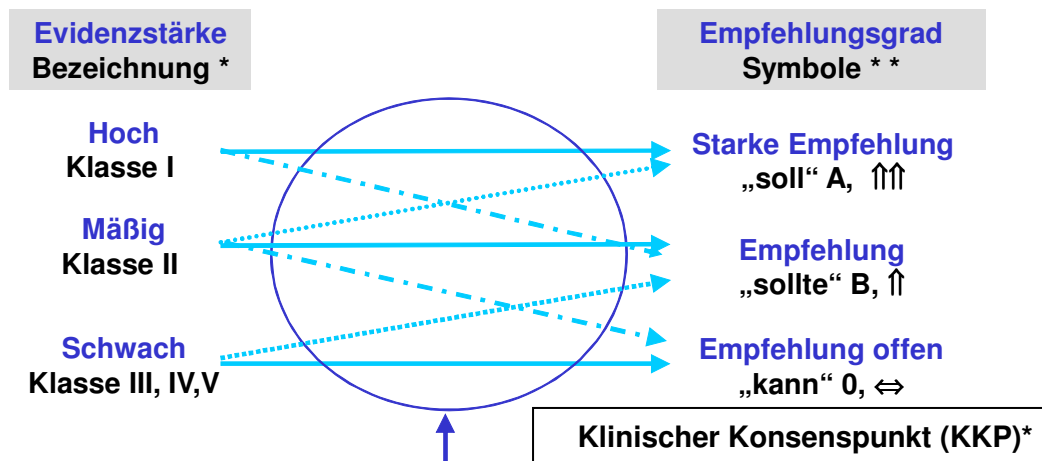 Evidenzstärke
Bezeichnung *
Empfehlungsgrad
Symbole * *
Hoch
Klasse I
Starke Empfehlung
„soll“ A, ⇑⇑
Mäßig
Klasse II
Empfehlung
„sollte“ B, ⇑
Schwach
Klasse III, IV,V
Empfehlung offen
„kann“ 0, ⇔
Klinischer Konsenspunkt (KKP)*